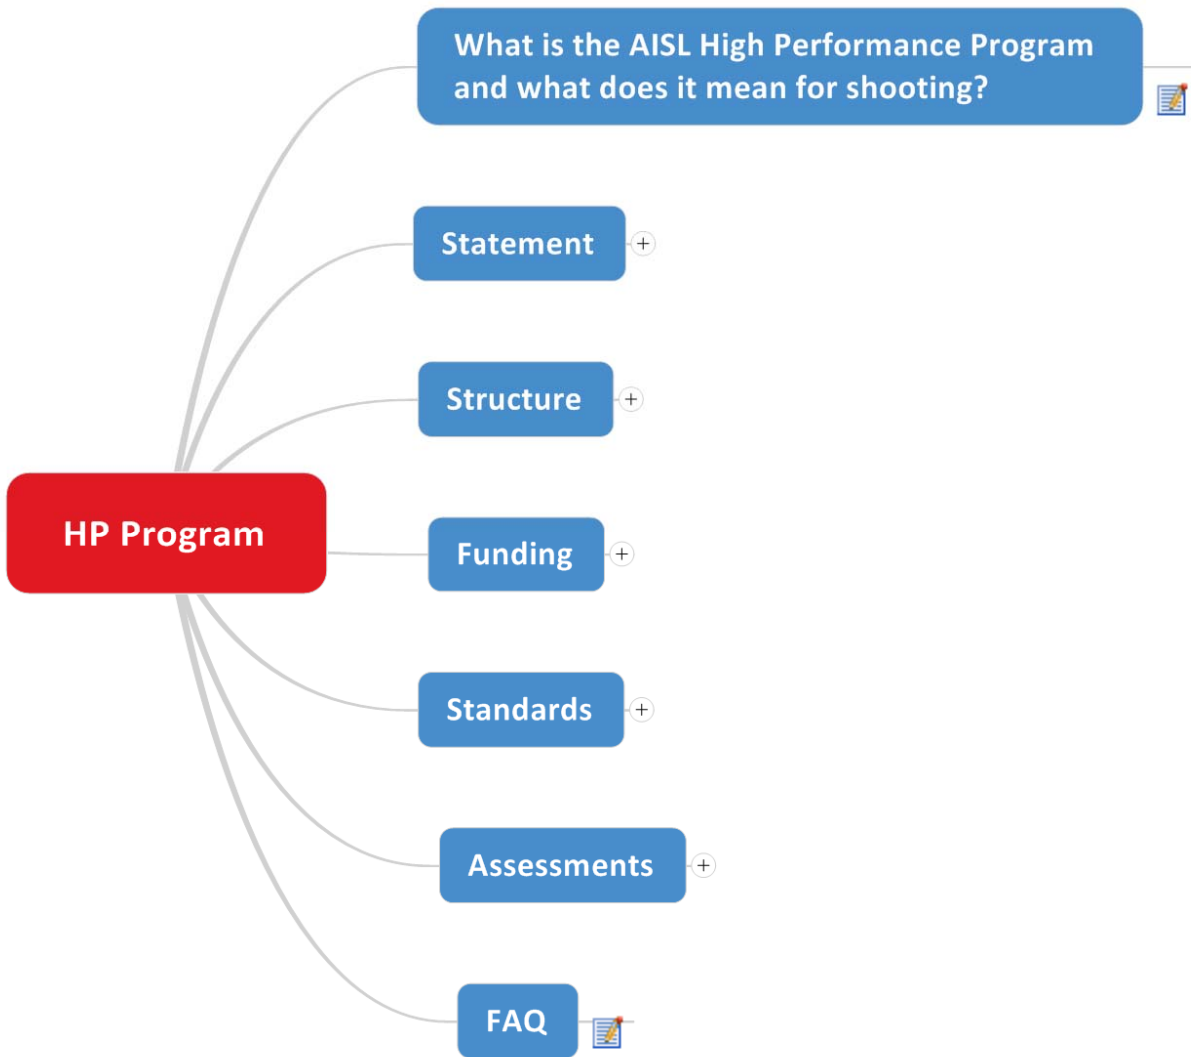 What is the AISL High Performance Program
and what does it mean for shooting?
Statement
Structure
HP Program
Funding
Standards
Assessments
FAQ